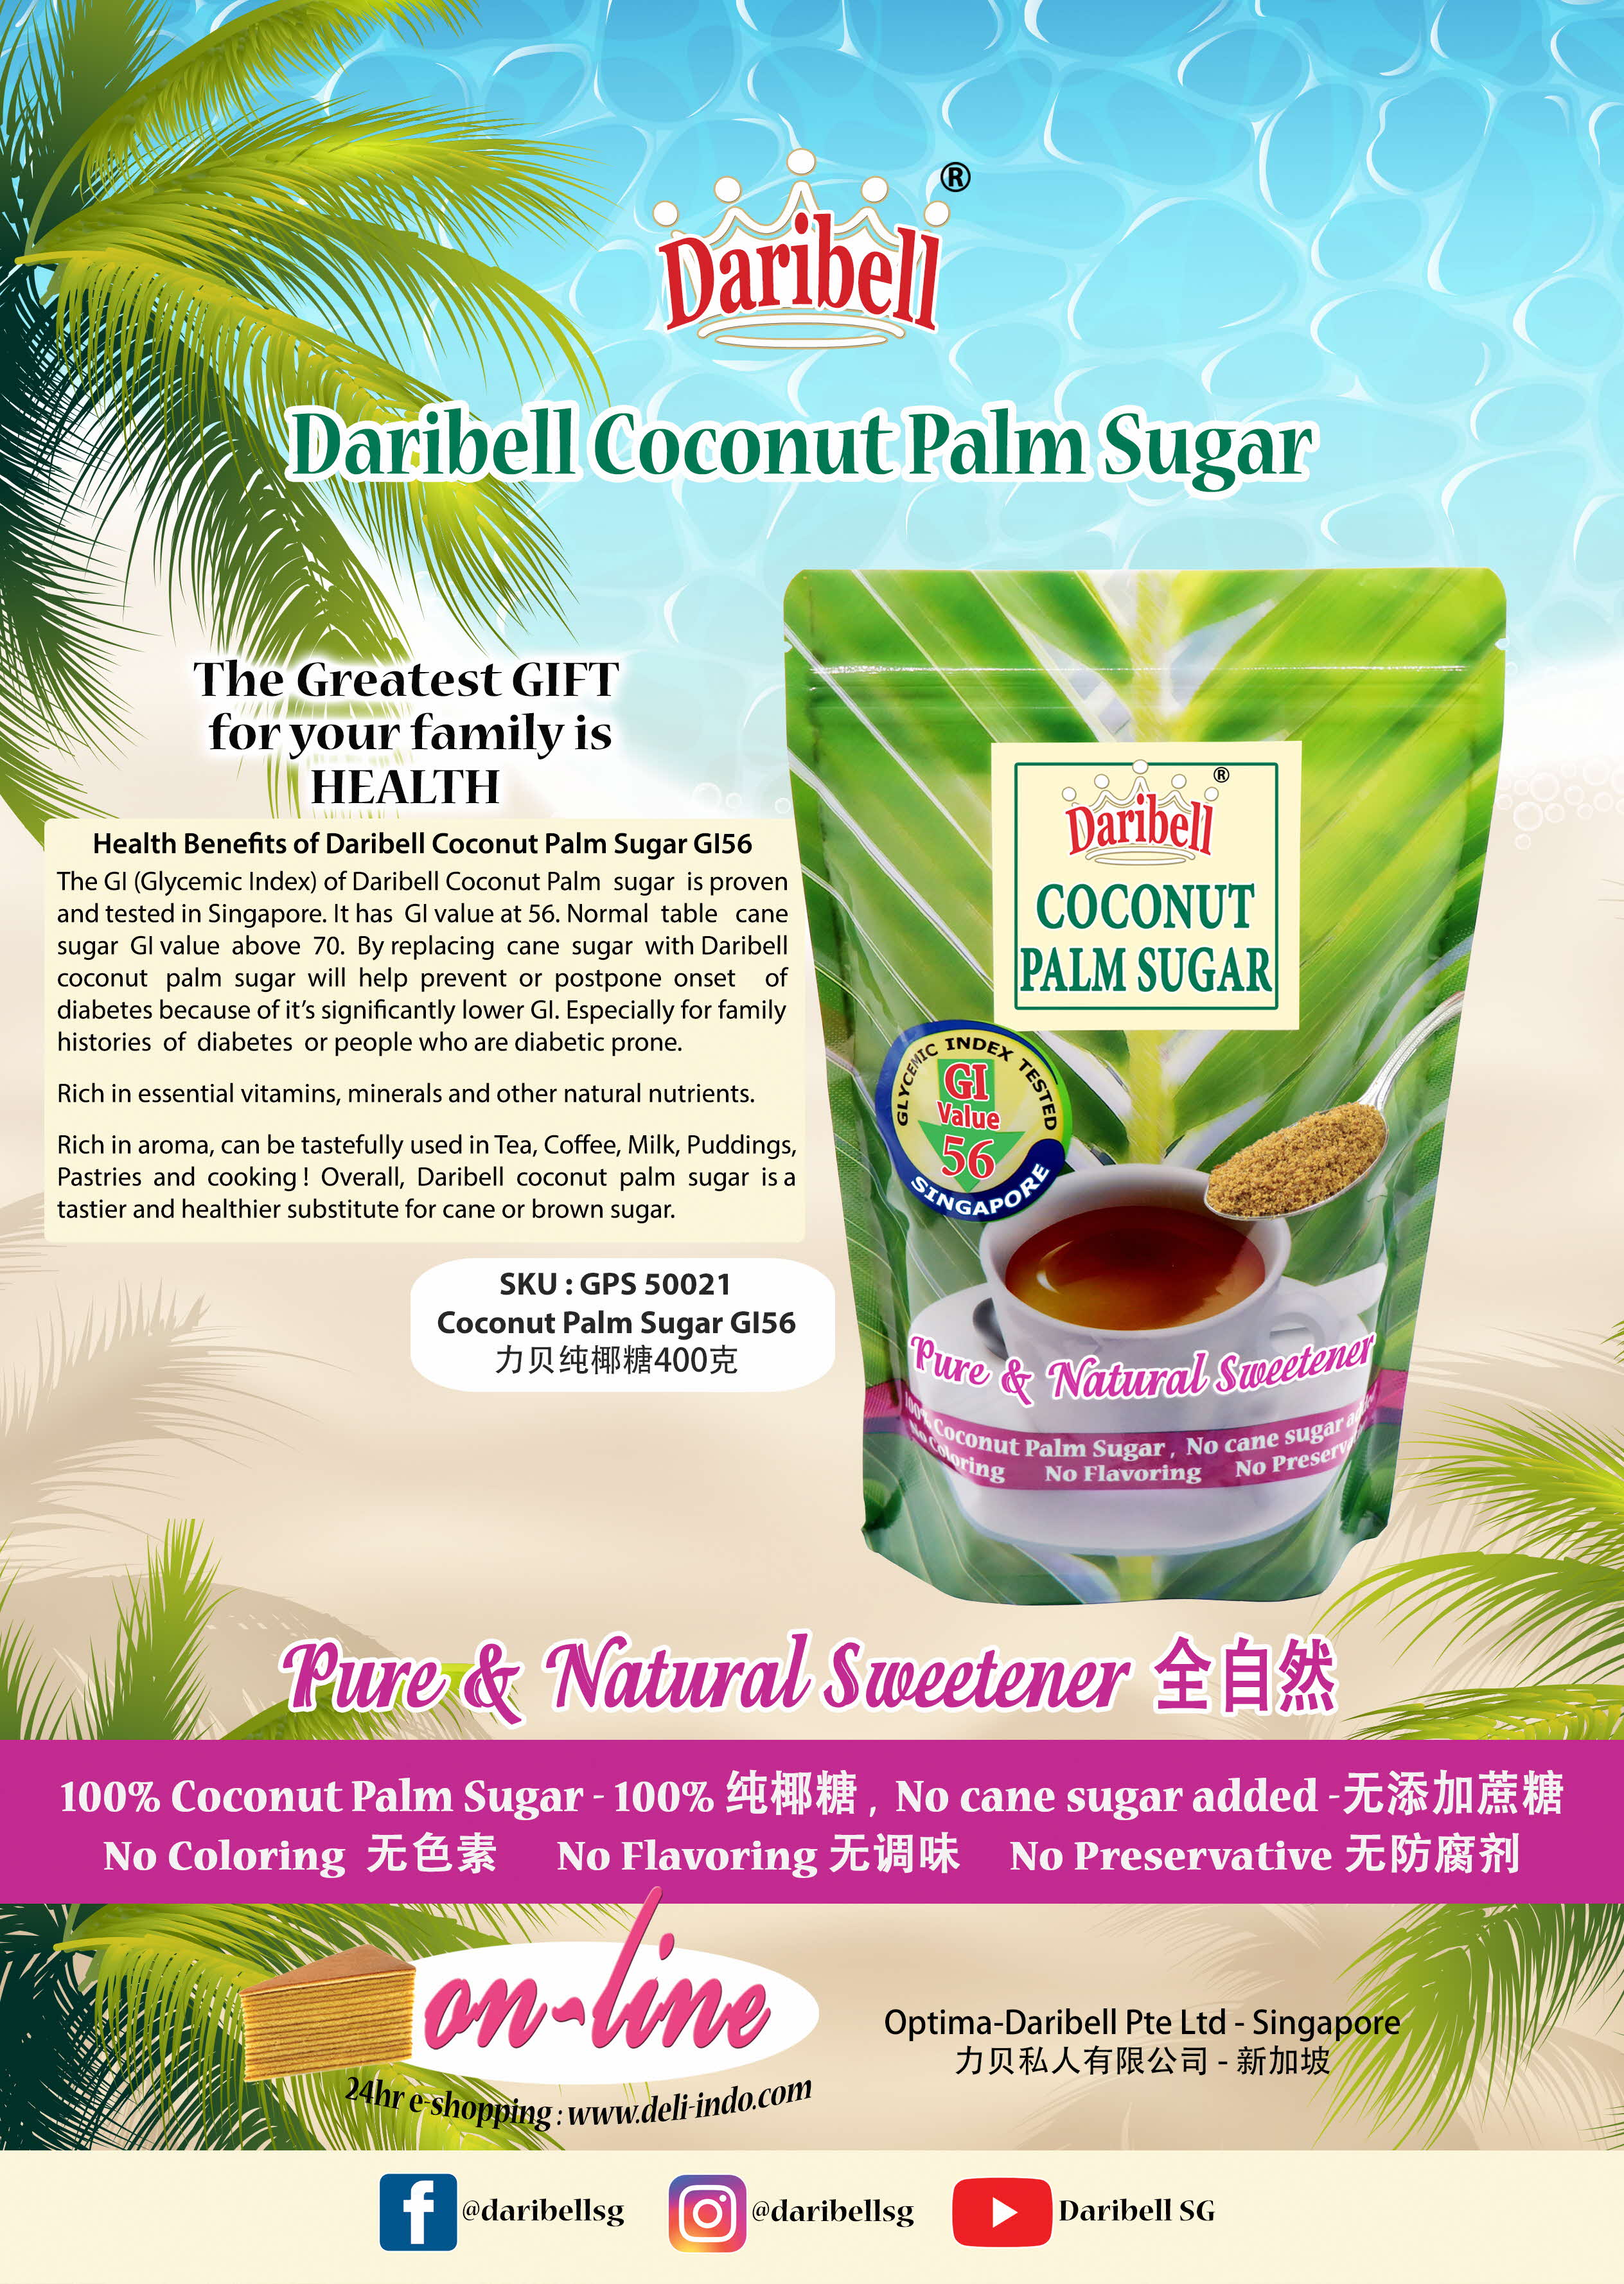 Daribell ®
Daribell Coconut Palm Sugar
The Greatest GIFT
for your family is
HEALTH
Health Benefits of Daribell Coconut Palm Sugar GI56
The GI (Glycemic Index) of Daribell Coconut Palm sugar is proven
and tested in Singapore. It has GI value at 56. Normal table cane
sugar GI value above 70. By replacing cane sugar with Daribell
coconut palm sugar will help prevent or postpone onset of
diabetes because of it's significantly lower GI. Especially for family
histories of diabetes or people who are diabetic prone.
Rich in essential vitamins, minerals and other natural nutrients.
Rich in aroma, can be tastefully used in Tea, Coffee, Milk, Puddings,
Pastries and cooking ! Overall, Daribell coconut palm sugar is a
tastier and healthier substitute for cane or brown sugar.
SKU : GPS 50021
Coconut Palm Sugar GI56
力贝纯椰糖400克
Daribell ®
COCONUT
PALM SUGAR
GLYCEMIC INDEX TESTED
GI
Value
56
SINGAPORE
Pure & Natural Sweetener
100% Coconut Palm Sugar , No cane sugar
No Coloring No Flavoring No
Pure & Natural Sweetener 全自然
100% Coconut Palm Sugar - 100% 纯椰糖 , No cane sugar added -无添加蔗糖
No Coloring 无色素 No Flavoring 无调味 No Preservative 无防腐剂
on-line
24hr e-shopping : www.deli-indo.com
Optima-Daribell Pte Ltd - Singapore
力贝私人有限公司 - 新加坡
@daribellsg @daribellsg Daribell SG